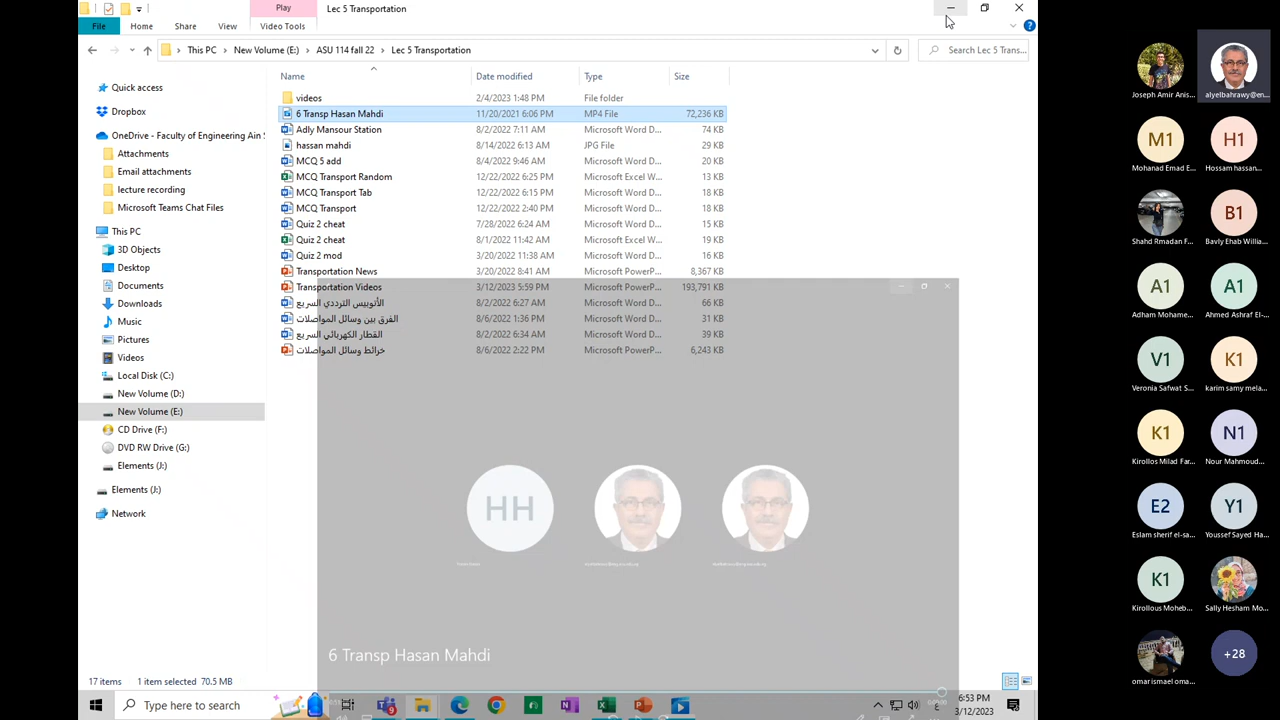 Play
Lec 5 Transportation
File
Home
Share
View
Video Tools
This PC
New Volume (E:)
ASU 114 fall 22
Lec 5 Transportation
Search Lec 5 Trans...
Quick access
Dropbox
OneDrive - Faculty of Engineering Ain S
Attachments
Email attachments
lecture recording
Microsoft Teams Chat Files
This PC
3D Objects
Desktop
Documents
Downloads
Music
Pictures
Videos
Local Disk (C:)
New Volume (D:)
New Volume (E:)
CD Drive (F:)
DVD RW Drive (G:)
Elements (J:)
Elements (J:)
Network
Name Date modified Type Size
videos 2/4/2023 1:48 PM File folder
6 Transp Hasan Mahdi 11/20/2021 6:06 PM MP4 File 72,236 KB
Adly Mansour Station 8/2/2022 7:11 AM Microsoft Word D... 74 KB
hassan mahdi 8/14/2022 6:13 AM JPG File 29 KB
MCQ 5 add 8/4/2022 9:46 AM Microsoft Word D... 20 KB
MCQ Transport Random 12/22/2022 6:25 PM Microsoft Excel W... 13 KB
MCQ Transport Tab 12/22/2022 6:15 PM Microsoft Word D... 18 KB
MCQ Transport 12/22/2022 2:40 PM Microsoft Word D... 18 KB
Quiz 2 cheat 7/28/2022 6:24 AM Microsoft Word D... 15 KB
Quiz 2 cheat 8/1/2022 11:42 AM Microsoft Excel W... 19 KB
Quiz 2 mod 3/20/2022 11:38 AM Microsoft Word D... 16 KB
Transportation News 3/20/2022 8:41 AM Microsoft PowerP... 8,367 KB
Transportation Videos 3/12/2023 5:59 PM Microsoft PowerP... 193,791 KB
الأتوبيس الترددي السريع 8/2/2022 6:27 AM Microsoft Word D... 66 KB
الفرق بين وسائل المواصلات 8/6/2022 1:36 PM Microsoft Word D... 31 KB
القطار الكهربائي السريع 8/2/2022 6:34 AM Microsoft Word D... 39 KB
خرائط وسائل المواصلات 8/6/2022 2:22 PM Microsoft PowerP... 6,243 KB
HH
6 Transp Hasan Mahdi
17 items 1 item selected 70.5 MB
Type here to search
6:53 PM
3/12/2023
Joseph Amir Anis...
alyelbahrawy@en...
M1
H1
Mohanad Emad E...
Hossam hassan...
B1
Shahd Rmadan F...
Bavly Ehab Willia...
A1
A1
Adham Mohame...
Ahmed Ashraf El-...
V1
K1
Veronia Safwat S...
karim samy mela...
K1
N1
Kirollos Milad Far...
Nour Mahmoud...
E2
Y1
Eslam sherif el-sa...
Youssef Sayed Ha...
K1
Kirollous Moheb...
Sally Hesham Mo...
+28
omar ismael oma...